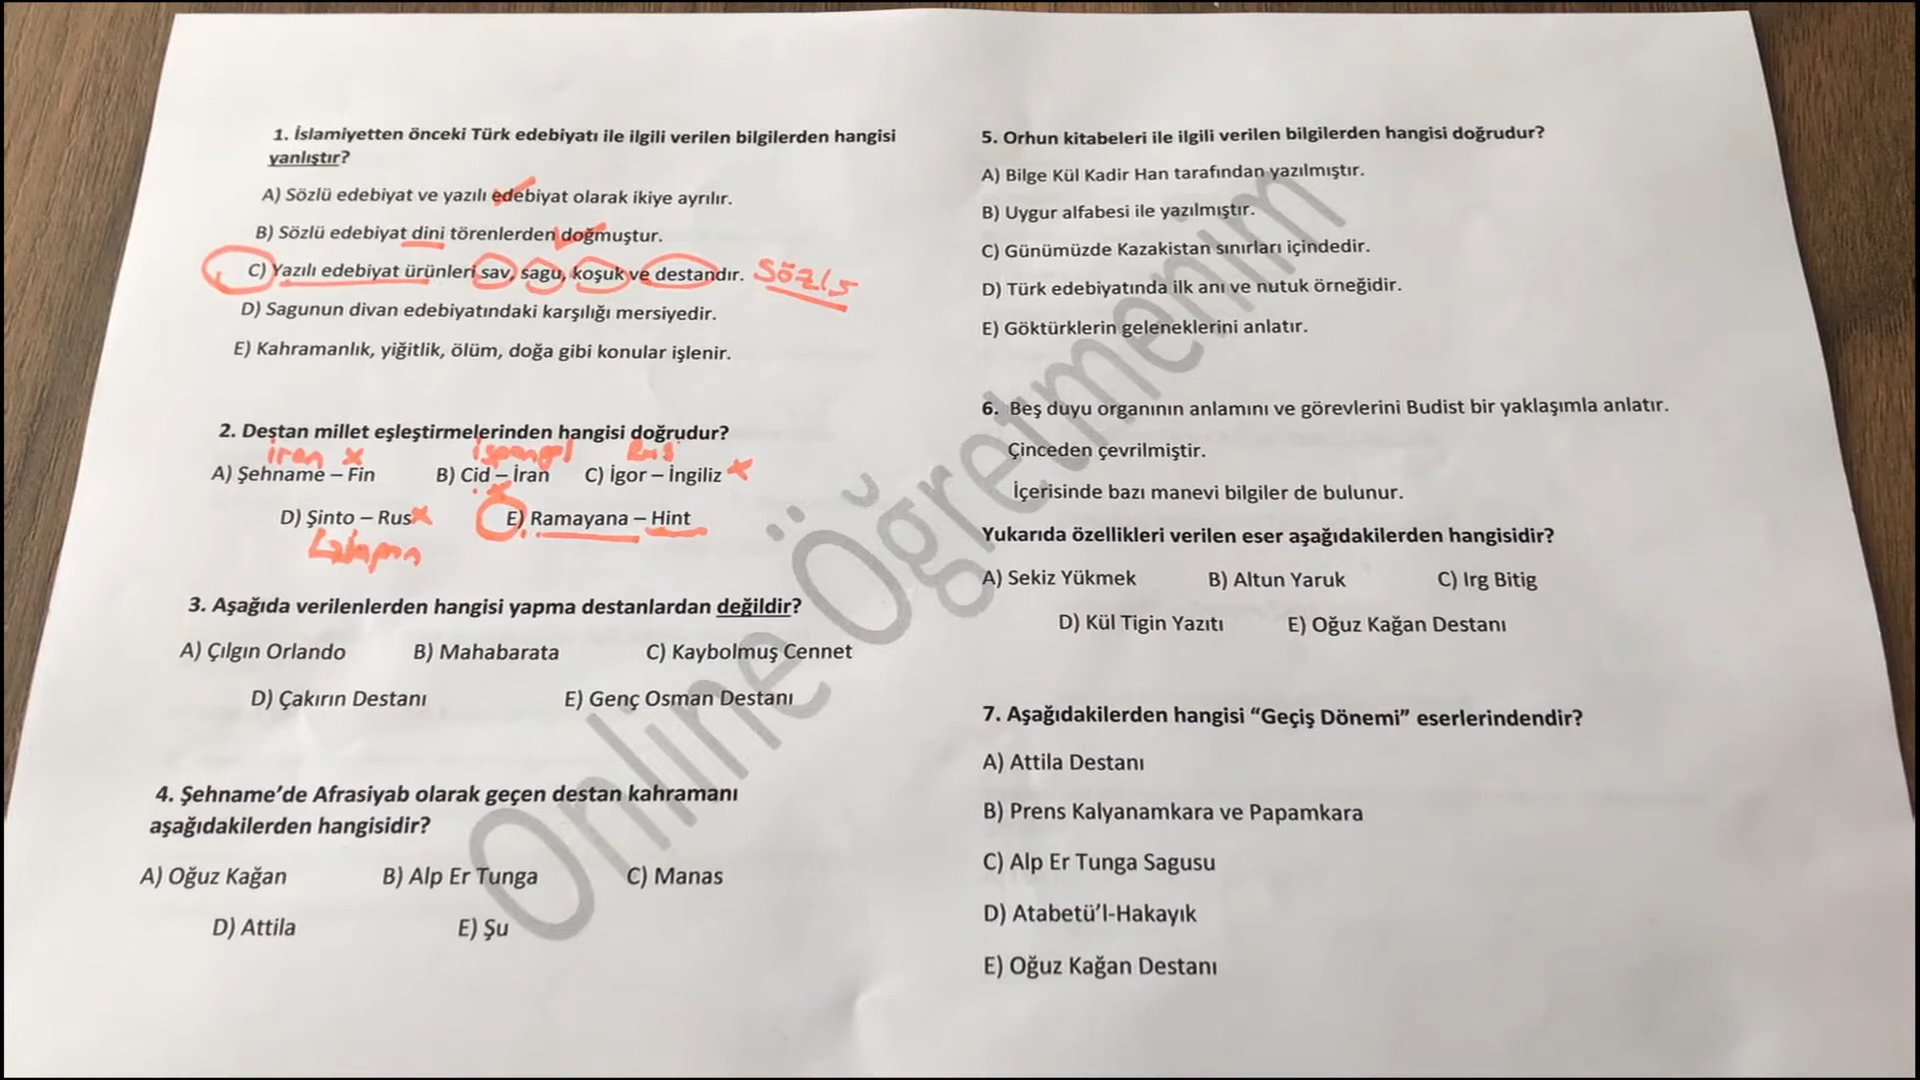 1. İslamiyetten önceki Türk edebiyatı ile ilgili verilen bilgilerden hangisi
yanlıştır?
A) Sözlü edebiyat ve yazılı edebiyat olarak ikiye ayrılır.
B) Sözlü edebiyat dini törenlerden doğmuştur.
C) Yazılı edebiyat ürünleri sav, sagu, koşuk ve destandır. Sözlü
D) Sagunun divan edebiyatındaki karşılığı mersiyedir.
E) Kahramanlık, yiğitlik, ölüm, doğa gibi konular işlenir.
2. Destan millet eşleştirmelerinden hangisi doğrudur?
iran x ispanyol Rus
A) Şehname – Fin B) Cid – İran C) İgor – İngiliz x
D) Şinto – Rus x E) Ramayana – Hint
3. Aşağıda verilenlerden hangisi yapma destanlardan değildir?
A) Çılgın Orlando B) Mahabarata C) Kaybolmuş Cennet
D) Çakırın Destanı E) Genç Osman Destanı
4. Şehname’de Afrasiyab olarak geçen destan kahramanı
aşağıdakilerden hangisidir?
A) Oğuz Kağan B) Alp Er Tunga C) Manas
D) Attila E) Şu
5. Orhun kitabeleri ile ilgili verilen bilgilerden hangisi doğrudur?
A) Bilge Kül Kadir Han tarafından yazılmıştır.
B) Uygur alfabesi ile yazılmıştır.
C) Günümüzde Kazakistan sınırları içindedir.
D) Türk edebiyatında ilk anı ve nutuk örneğidir.
E) Göktürklerin geleneklerini anlatır.
6. Beş duyu organının anlamını ve görevlerini Budist bir yaklaşımla anlatır.
Çinceden çevrilmiştir.
İçerisinde bazı manevi bilgiler de bulunur.
Yukarıda özellikleri verilen eser aşağıdakilerden hangisidir?
A) Sekiz Yükmek B) Altun Yaruk C) Irg Bitig
D) Kül Tigin Yazıtı E) Oğuz Kağan Destanı
7. Aşağıdakilerden hangisi “Geçiş Dönemi” eserlerindendir?
A) Attila Destanı
B) Prens Kalyanamkara ve Papamkara
C) Alp Er Tunga Sagusu
D) Atabetü’l-Hakayık
E) Oğuz Kağan Destanı
Online Öğretmenim